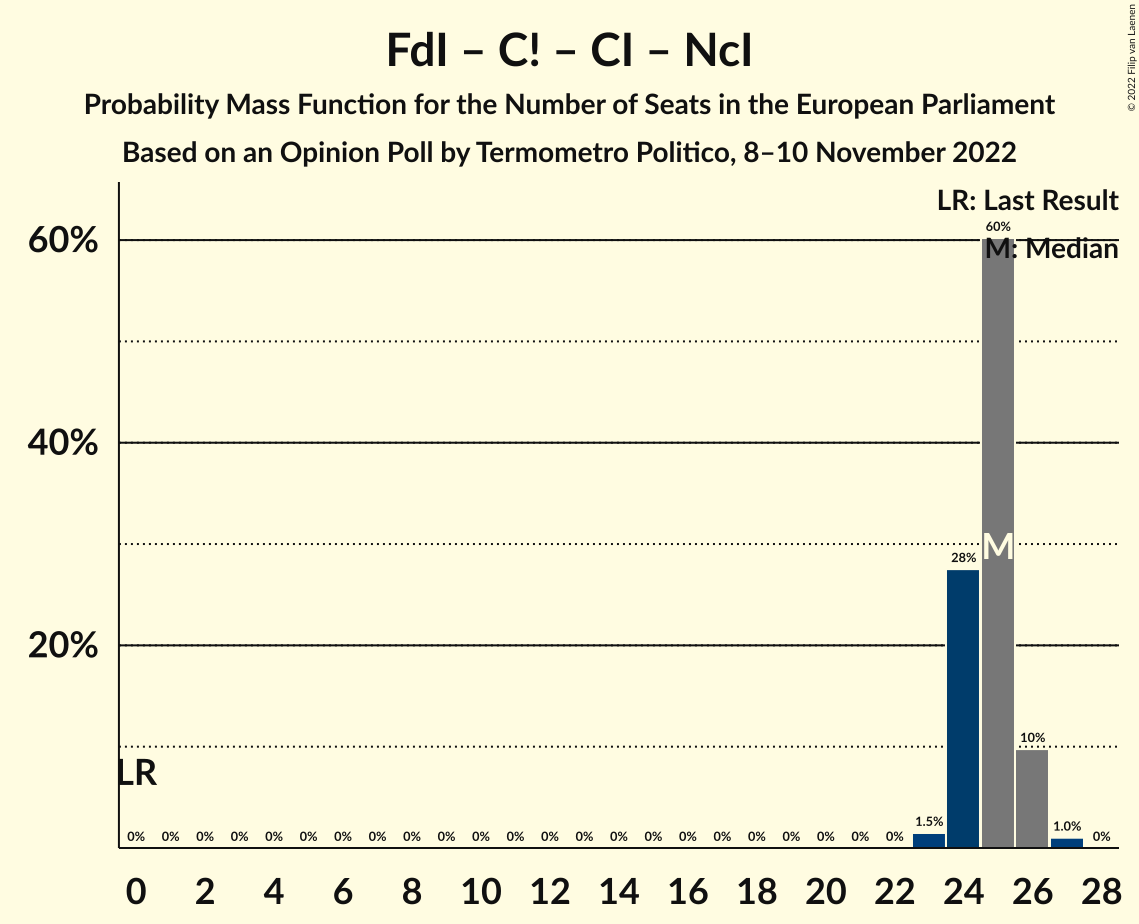 FdI – C! – CI – NcI
Probability Mass Function for the Number of Seats in the European Parliament
Based on an Opinion Poll by Termometro Politico, 8–10 November 2022
© 2022 Filip van Laenen
LR: Last Result
M: Median
60%
40%
20%
60%
28%
M
10%
LR
0% 0% 0% 0% 0% 0% 0% 0% 0% 0% 0% 0% 0% 0% 0% 0% 0% 0% 0% 0% 0% 0% 0% 1.5% 1.0% 0%
0 2 4 6 8 10 12 14 16 18 20 22 24 26 28